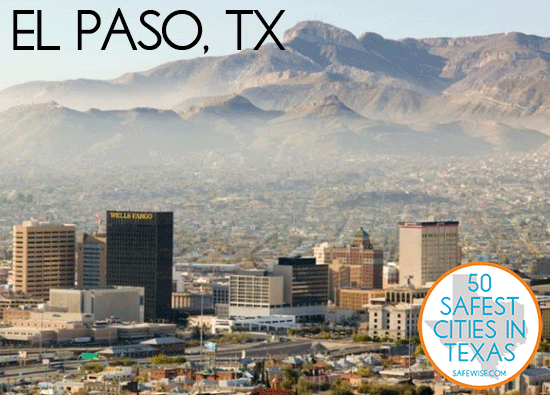 EL PASO, TX
WELLS FARGO
50
SAFEST
CITIES IN
TEXAS
SAFEWISE.COM